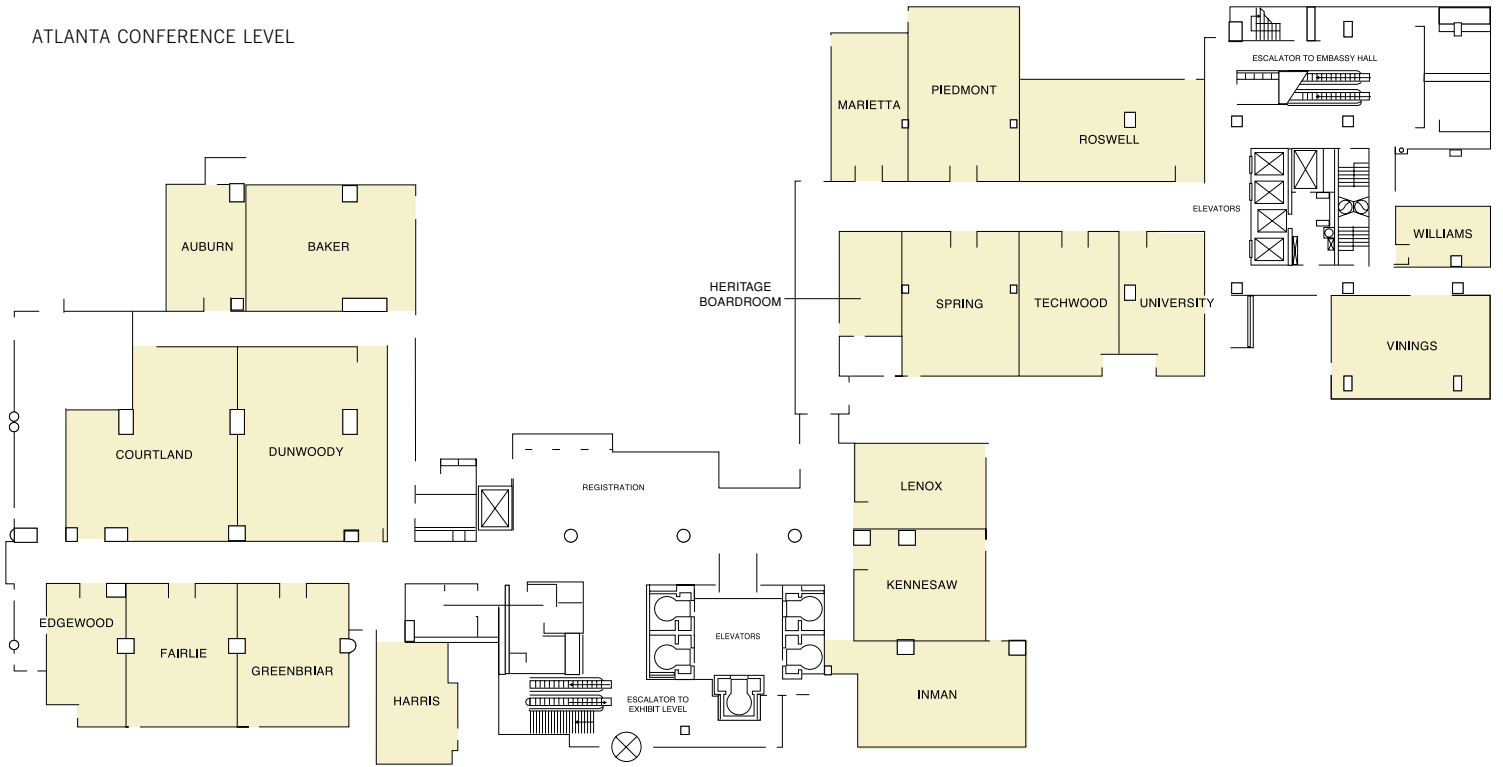 ATLANTA CONFERENCE LEVEL
ESCALATOR TO EMBASSY HALL
PIEDMONT
MARIETTA
ROSWELL
ELEVATORS
WILLIAMS
AUBURN
BAKER
HERITAGE
BOARDROOM
SPRING
TECHWOOD
UNIVERSITY
VININGS
COURTLAND
DUNWOODY
REGISTRATION
LENOX
KENNESAW
EDGEWOOD
FAIRLIE
GREENBRIAR
ELEVATORS
HARRIS
ESCALATOR TO
EXHIBIT LEVEL
INMAN